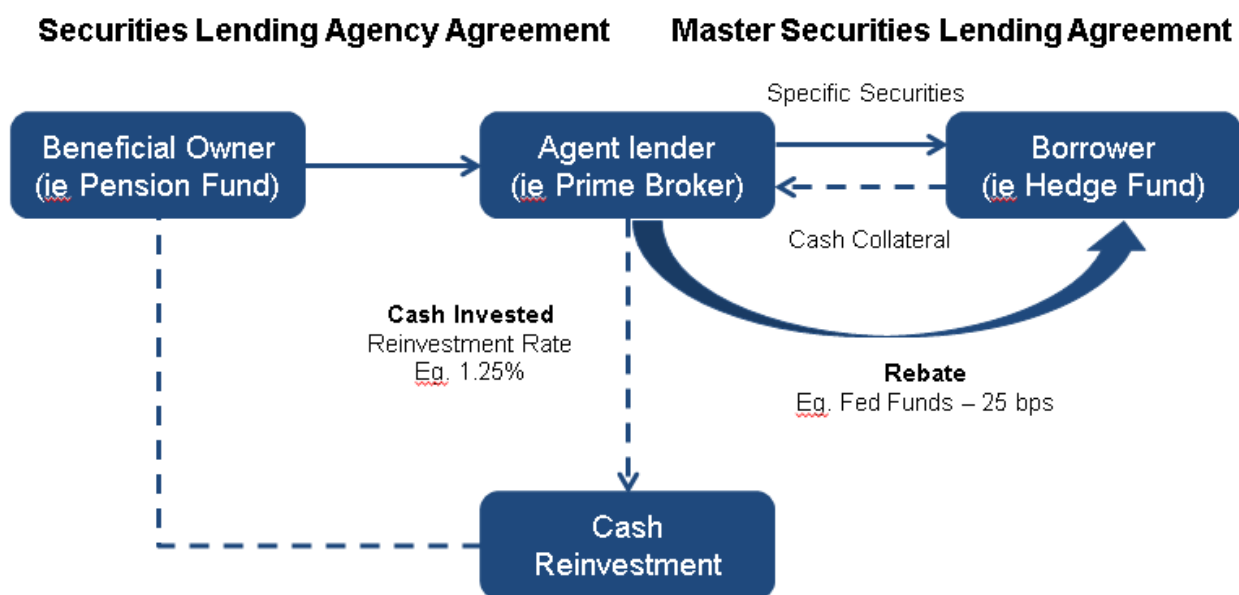 Securities Lending Agency Agreement
Master Securities Lending Agreement
Specific Securities
Beneficial Owner
(ie Pension Fund)
Agent lender
(ie Prime Broker)
Borrower
(ie Hedge Fund)
Cash Collateral
Cash Invested
Reinvestment Rate
Eg. 1.25%
Rebate
Eg. Fed Funds – 25 bps
Cash
Reinvestment